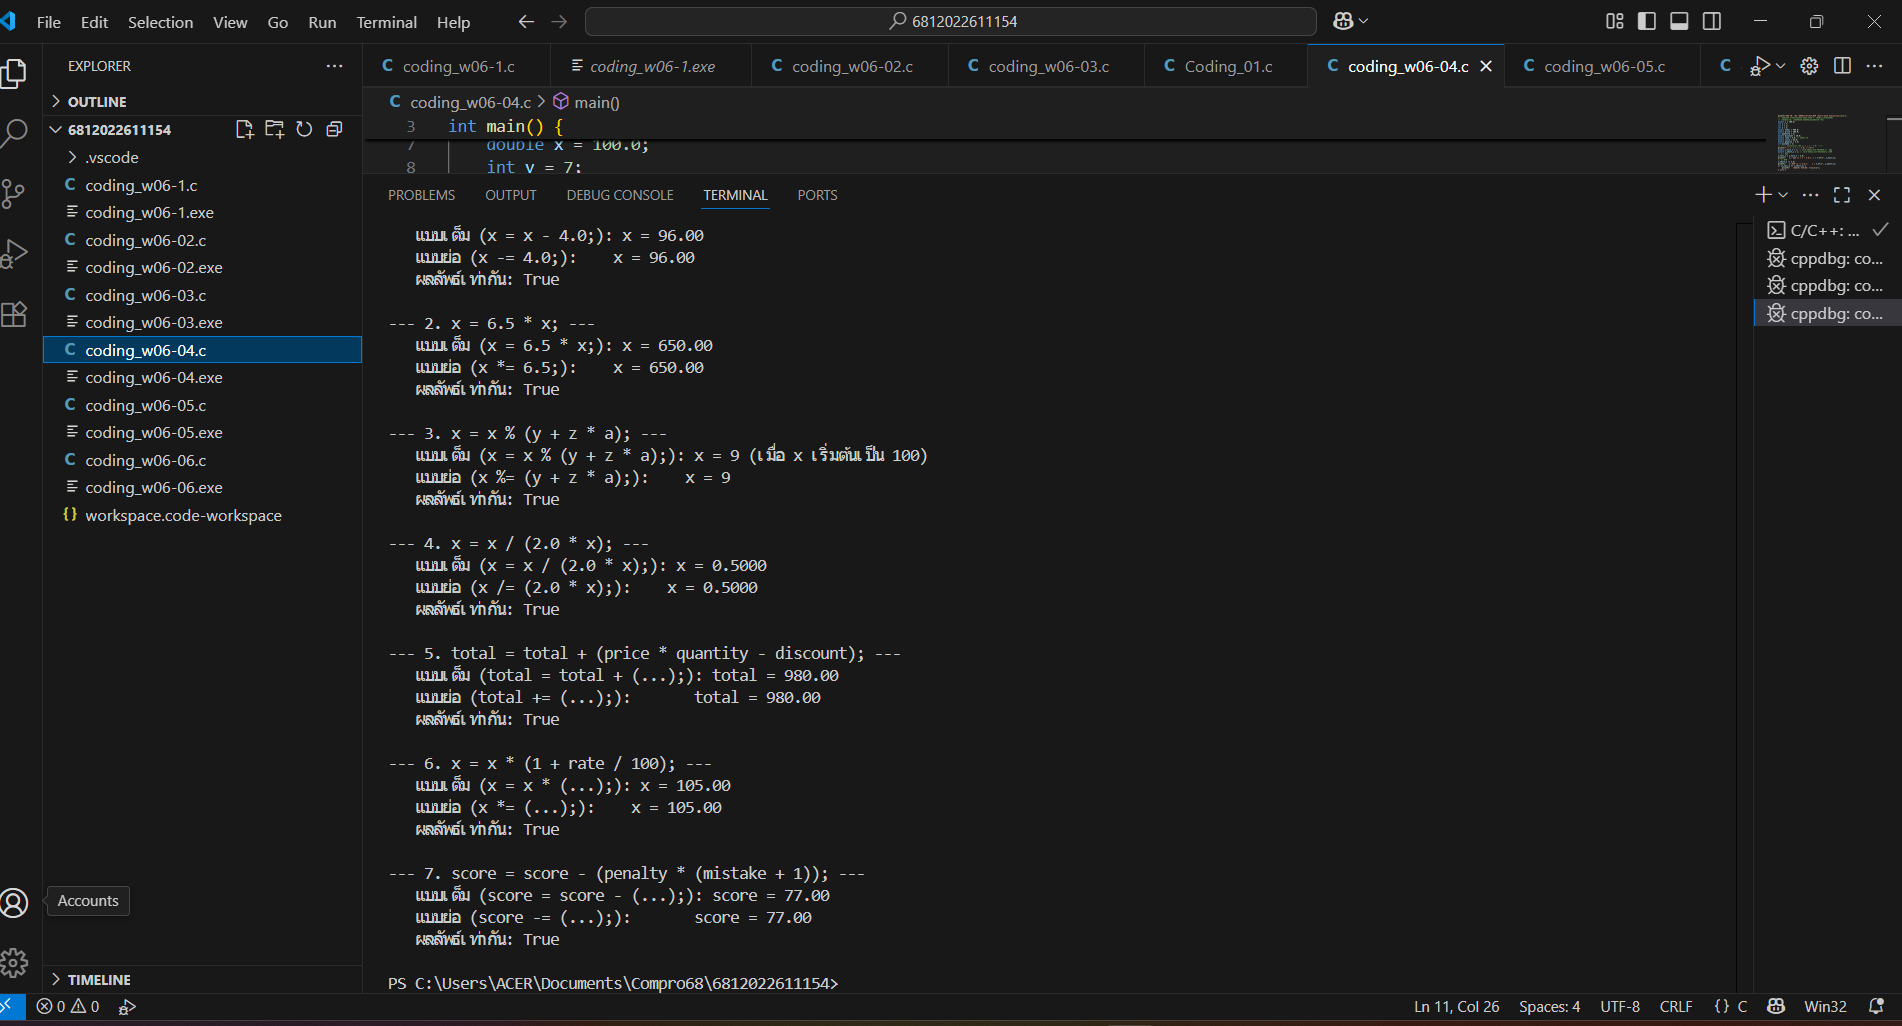 File Edit Selection View Go Run Terminal Help
6812022611154
EXPLORER
OUTLINE
6812022611154
.vscode
coding_w06-1.c
coding_w06-1.exe
coding_w06-02.c
coding_w06-02.exe
coding_w06-03.c
coding_w06-03.exe
coding_w06-04.c
coding_w06-04.exe
coding_w06-05.c
coding_w06-05.exe
coding_w06-06.c
coding_w06-06.exe
workspace.code-workspace
Accounts
TIMELINE
coding_w06-1.c coding_w06-1.exe coding_w06-02.c coding_w06-03.c Coding_01.c coding_w06-04.c coding_w06-05.c
coding_w06-04.c main()
3 int main() {
7 double x = 100.0;
8 int y = 7;
PROBLEMS OUTPUT DEBUG CONSOLE TERMINAL PORTS
แบบเต็ม (x = x - 4.0;): x = 96.00
แบบย่อ (x -= 4.0;): x = 96.00
ผลลัพธ์เท่ากัน: True
--- 2. x = 6.5 * x; ---
แบบเต็ม (x = 6.5 * x;): x = 650.00
แบบย่อ (x *= 6.5;): x = 650.00
ผลลัพธ์เท่ากัน: True
--- 3. x = x % (y + z * a); ---
แบบเต็ม (x = x % (y + z * a);): x = 9 (เมื่อ x เริ่มต้นเป็น 100)
แบบย่อ (x %= (y + z * a);): x = 9
ผลลัพธ์เท่ากัน: True
--- 4. x = x / (2.0 * x); ---
แบบเต็ม (x = x / (2.0 * x);): x = 0.5000
แบบย่อ (x /= (2.0 * x);): x = 0.5000
ผลลัพธ์เท่ากัน: True
--- 5. total = total + (price * quantity - discount); ---
แบบเต็ม (total = total + (...);): total = 980.00
แบบย่อ (total += (...);): total = 980.00
ผลลัพธ์เท่ากัน: True
--- 6. x = x * (1 + rate / 100); ---
แบบเต็ม (x = x * (...);): x = 105.00
แบบย่อ (x *= (...);): x = 105.00
ผลลัพธ์เท่ากัน: True
--- 7. score = score - (penalty * (mistake + 1)); ---
แบบเต็ม (score = score - (...);): score = 77.00
แบบย่อ (score -= (...);): score = 77.00
ผลลัพธ์เท่ากัน: True
PS C:\Users\ACER\Documents\Compro68\6812022611154>
C/C++: ...
cppdbg: co...
cppdbg: co...
cppdbg: co...
0 0
Ln 11, Col 26 Spaces: 4 UTF-8 CRLF {} C Win32